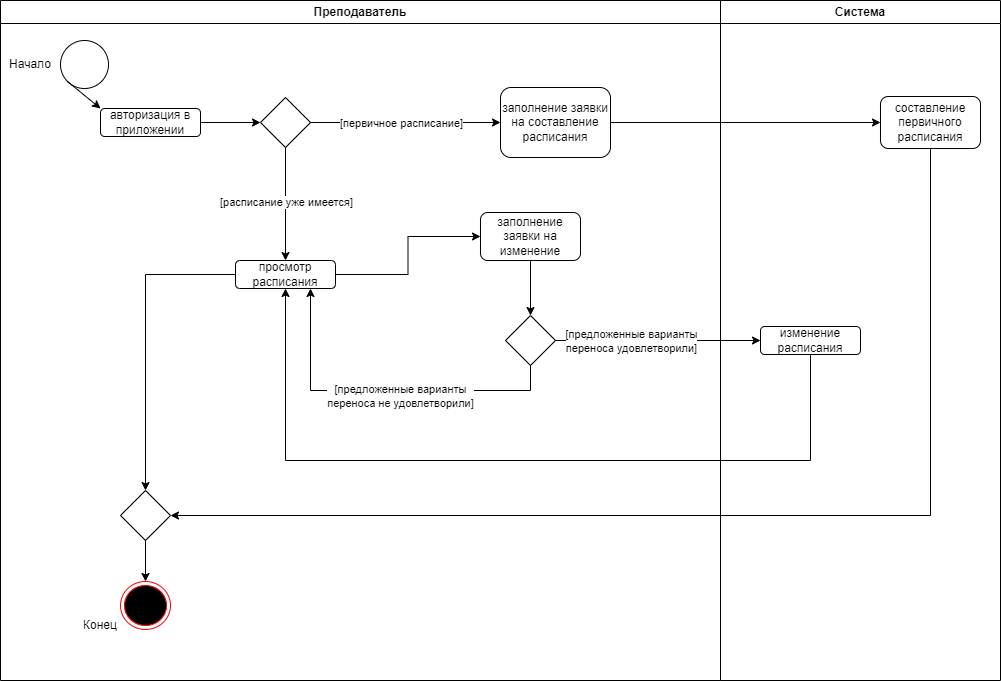 Преподаватель
Система
Начало
авторизация в
приложении
[первичное расписание]
заполнение заявки
на составление
расписания
составление
первичного
расписания
[расписание уже имеется]
заполнение
заявки на
изменение
просмотр
расписания
[предложенные варианты
переноса удовлетворили]
изменение
расписания
[предложенные варианты
переноса не удовлетворили]
Конец